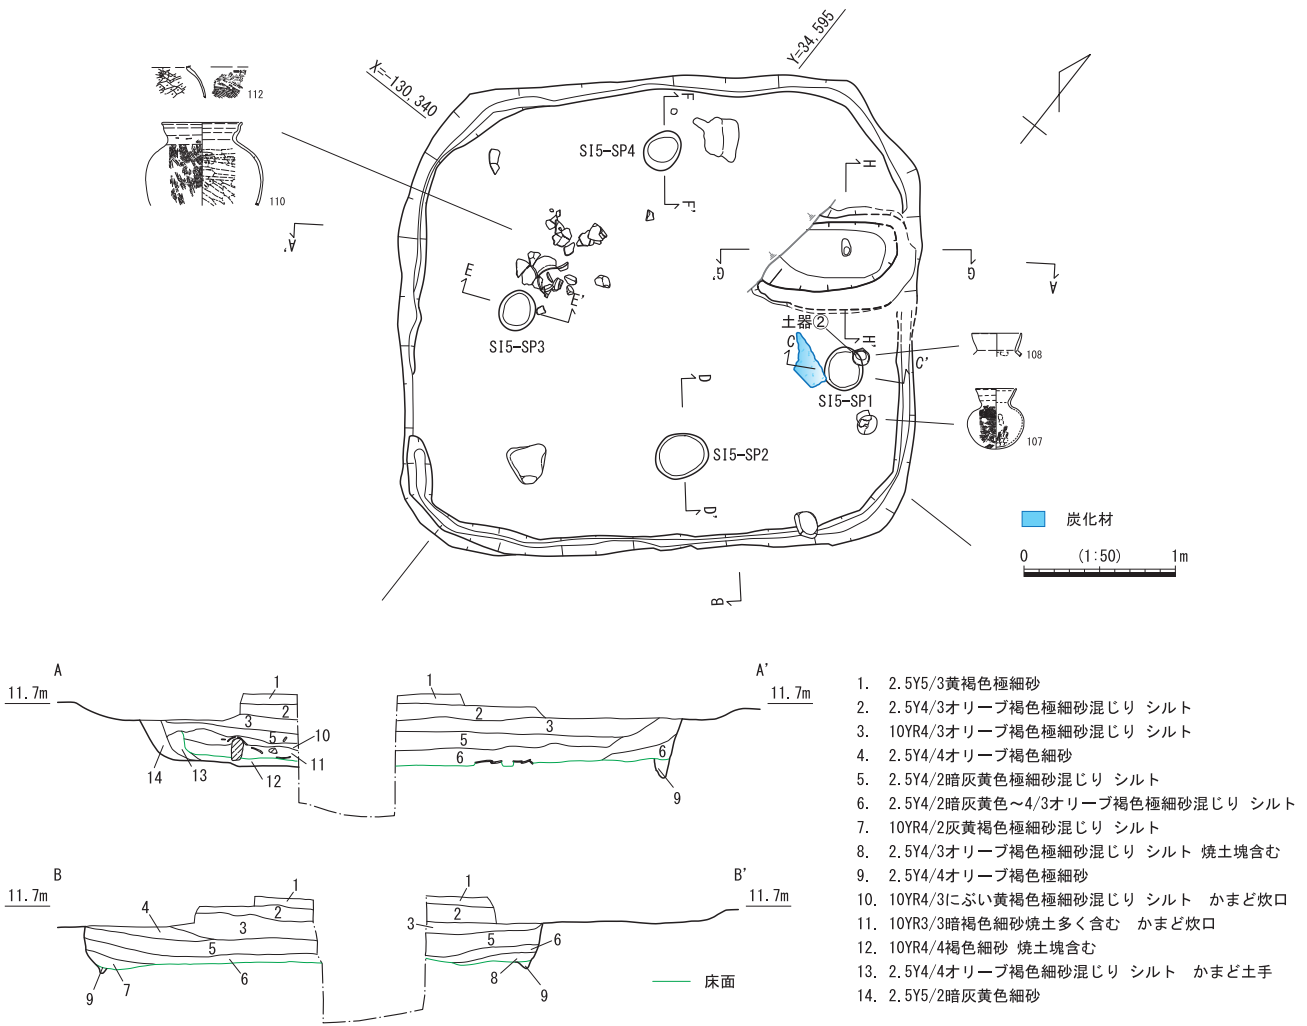 Y=34,595
X=-130,340
112
110
SI5-SP4
F
F'
H
A'
G'
G
A
E
E'
SI5-SP3
土器②
H'
C
C'
108
SI5-SP1
D
SI5-SP2
107
D'
炭化材
0 (1:50) 1m
B
A
A'
11.7m
11.7m
1
2
3
5
10
11
12
13
14
1
2
3
5
6
6
9
B
B'
11.7m
11.7m
1
2
4
3
5
9
7
6
1
2
3
5
6
8
9
床面
1. 2.5Y5/3黄褐色極細砂
2. 2.5Y4/3オリーブ褐色極細砂混じり シルト
3. 10YR4/3オリーブ褐色極細砂混じり シルト
4. 2.5Y4/4オリーブ褐色細砂
5. 2.5Y4/2暗灰黄色極細砂混じり シルト
6. 2.5Y4/2暗灰黄色～4/3オリーブ褐色極細砂混じり シルト
7. 10YR4/2灰黄褐色極細砂混じり シルト
8. 2.5Y4/3オリーブ褐色極細砂混じり シルト 焼土塊含む
9. 2.5Y4/4オリーブ褐色極細砂
10. 10YR4/3にぶい黄褐色極細砂混じり シルト かまど炊口
11. 10YR3/3暗褐色細砂焼土多く含む かまど炊口
12. 10YR4/4褐色細砂 焼土塊含む
13. 2.5Y4/4オリーブ褐色極細砂混じり シルト かまど土手
14. 2.5Y5/2暗灰黄色細砂